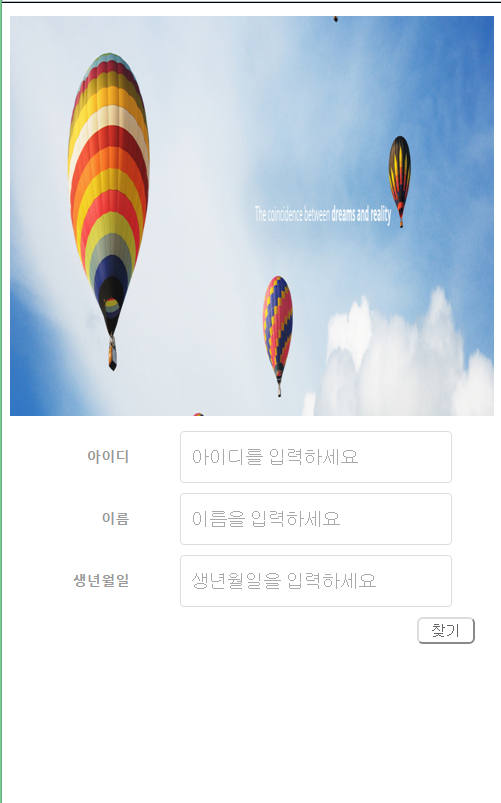 The coincidence between dreams and reality
아이디 아이디를 입력하세요
이름 이름을 입력하세요
생년월일 생년월일을 입력하세요
찾기